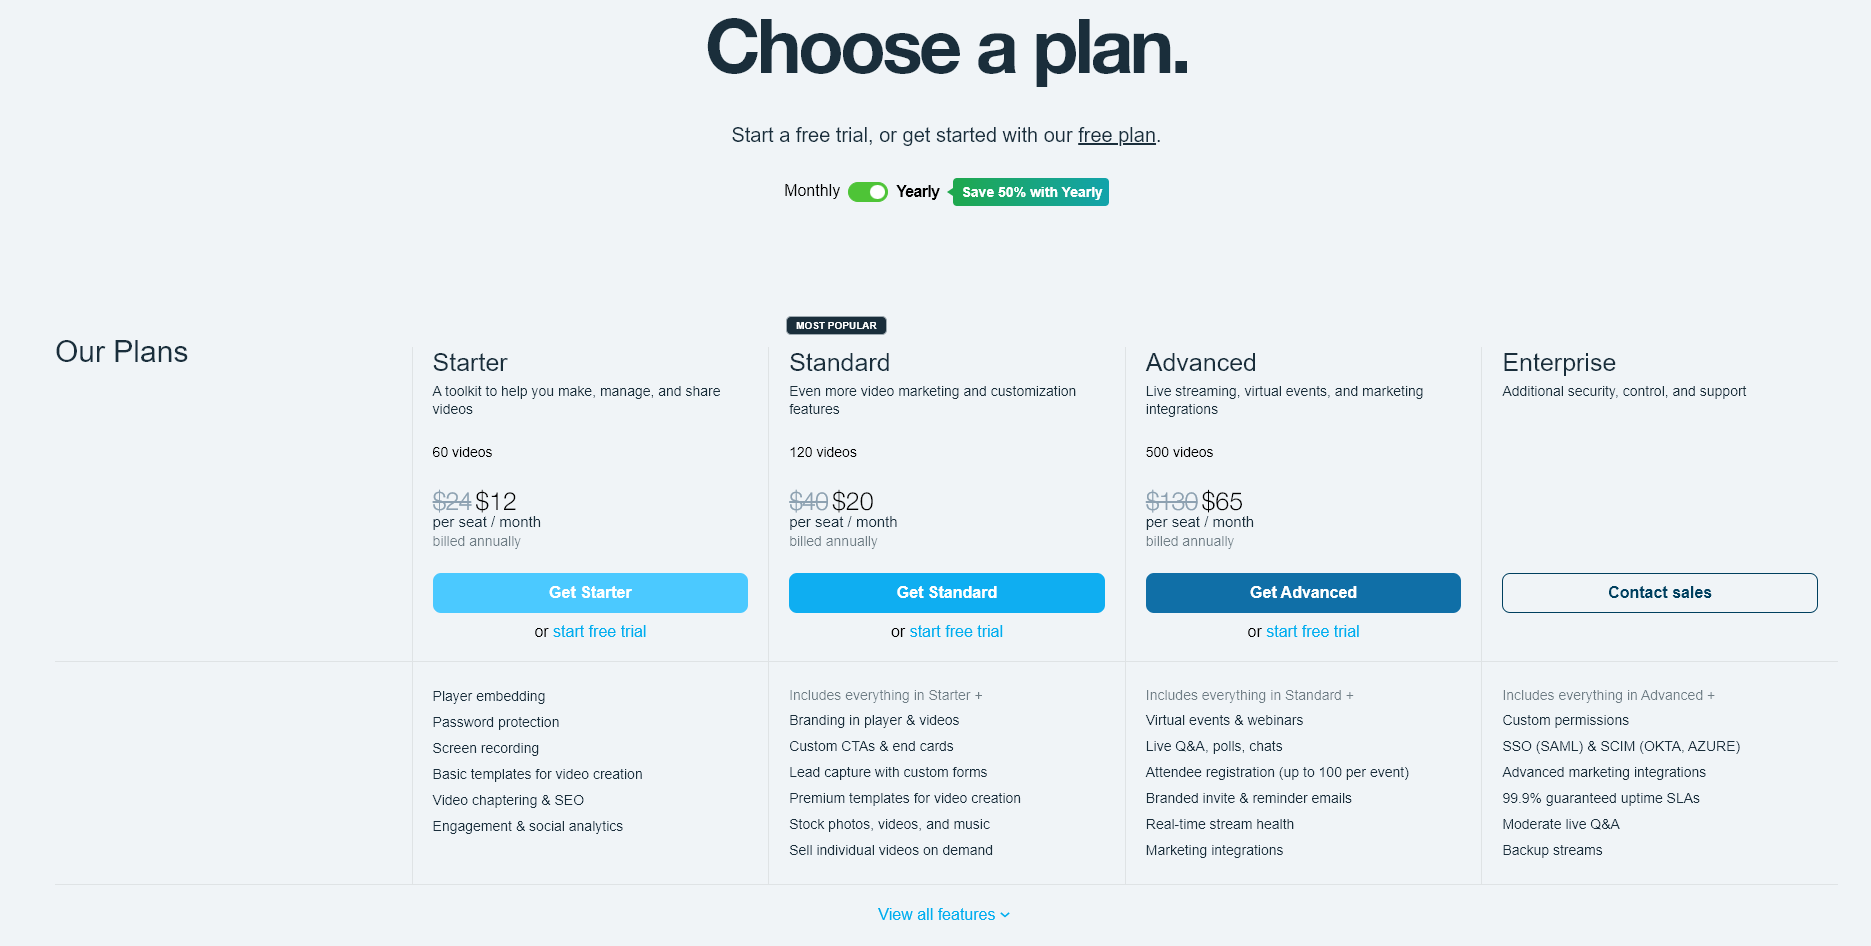 Choose a plan.
Start a free trial, or get started with our free plan.
Monthly Yearly Save 50% with Yearly
Our Plans
Starter
A toolkit to help you make, manage, and share
videos
60 videos
$24 $12
per seat / month
billed annually
Get Starter
or start free trial
Player embedding
Password protection
Screen recording
Basic templates for video creation
Video chaptering & SEO
Engagement & social analytics
MOST POPULAR
Standard
Even more video marketing and customization
features
120 videos
$40 $20
per seat / month
billed annually
Get Standard
or start free trial
Includes everything in Starter +
Branding in player & videos
Custom CTAs & end cards
Lead capture with custom forms
Premium templates for video creation
Stock photos, videos, and music
Sell individual videos on demand
Advanced
Live streaming, virtual events, and marketing
integrations
500 videos
$130 $65
per seat / month
billed annually
Get Advanced
or start free trial
Includes everything in Standard +
Virtual events & webinars
Live Q&A, polls, chats
Attendee registration (up to 100 per event)
Branded invite & reminder emails
Real-time stream health
Marketing integrations
Enterprise
Additional security, control, and support
Contact sales
Includes everything in Advanced +
Custom permissions
SSO (SAML) & SCIM (OKTA, AZURE)
Advanced marketing integrations
99.9% guaranteed uptime SLAs
Moderate live Q&A
Backup streams
View all features